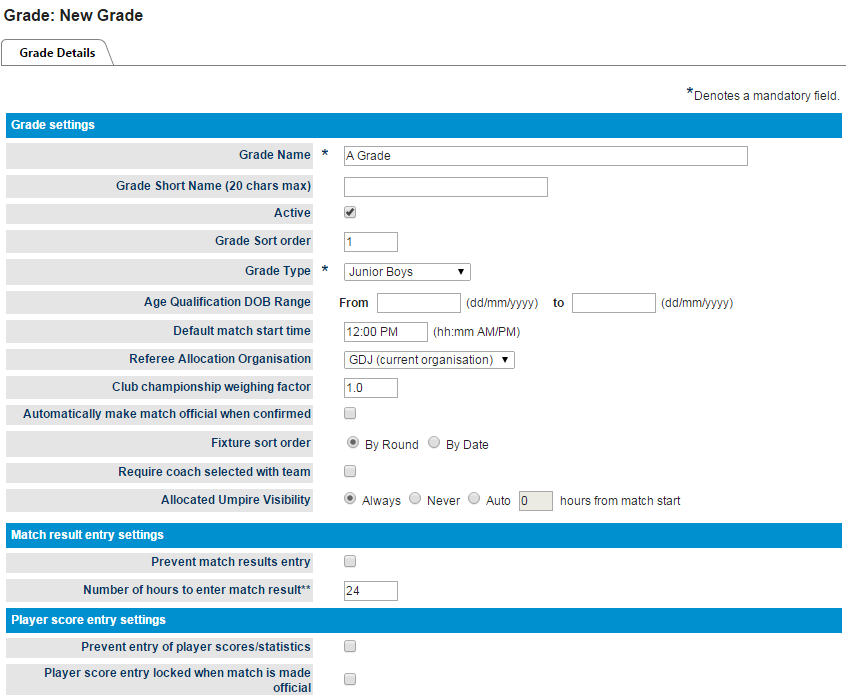 Grade: New Grade
Grade Details
*Denotes a mandatory field.
Grade settings
Grade Name * A Grade
Grade Short Name (20 chars max)
Active
Grade Sort order 1
Grade Type * Junior Boys
Age Qualification DOB Range From (dd/mm/yyyy) to (dd/mm/yyyy)
Default match start time 12:00 PM (hh:mm AM/PM)
Referee Allocation Organisation GDJ (current organisation)
Club championship weighing factor 1.0
Automatically make match official when confirmed
Fixture sort order By Round By Date
Require coach selected with team
Allocated Umpire Visibility Always Never Auto 0 hours from match start
Match result entry settings
Prevent match results entry
Number of hours to enter match result** 24
Player score entry settings
Prevent entry of player scores/statistics
Player score entry locked when match is made
official